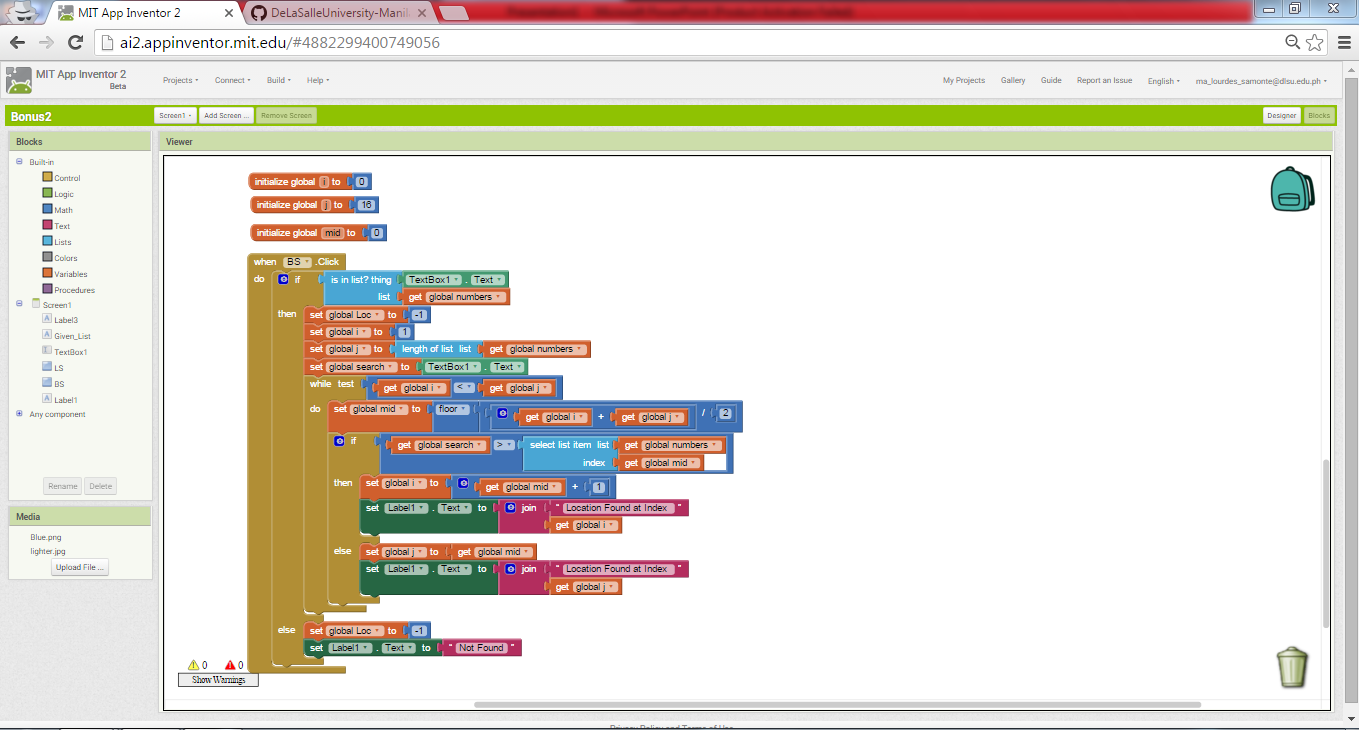 MIT App Inventor 2
DeLaSalleUniversity-Manil
ai2.appinventor.mit.edu/#4882299400749056
MIT App Inventor 2
Beta
Projects Connect Build Help
My Projects Gallery Guide Report an Issue English ma_lourdes_samonte@dlsu.edu.ph
Bonus2
Screen1 Add Screen ... Remove Screen
Designer Blocks
Blocks
Built-in
Control
Logic
Math
Text
Lists
Colors
Variables
Procedures
Screen1
Label3
Given_List
TextBox1
LS
BS
Label1
Any component
Rename Delete
Media
Blue.png
lighter.jpg
Upload File ...
Viewer
initialize global i to 0
initialize global j to 16
initialize global mid to 0
when BS .Click
do if is in list? thing TextBox1 . Text
list get global numbers
then set global Loc to -1
set global i to 1
set global j to length of list list get global numbers
set global search to TextBox1 . Text
while test get global i < get global j
do set global mid to floor get global i + get global j / 2
if get global search > select list item list get global numbers
index get global mid
then set global i to get global mid + 1
set Label1 . Text to join " Location Found at Index "
get global i
else set global j to get global mid
set Label1 . Text to join " Location Found at Index "
get global j
else set global Loc to -1
set Label1 . Text to " Not Found "
0 0
Show Warnings
Privacy Policy and Terms of Use